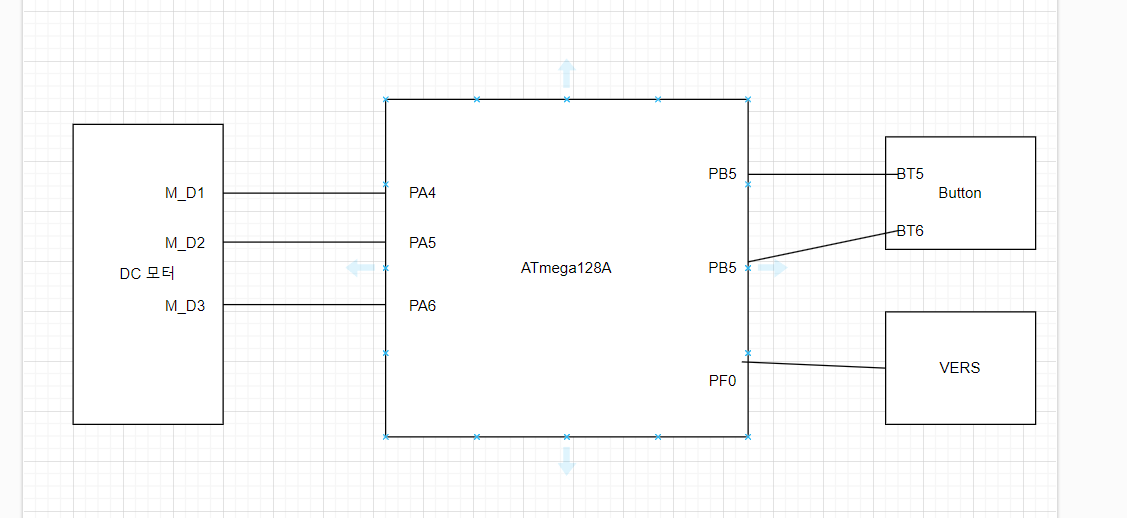 M_D1
M_D2
DC 모터
M_D3
PA4
PA5
PA6
ATmega128A
PB5
PB5
PF0
BT5
Button
BT6
VERS